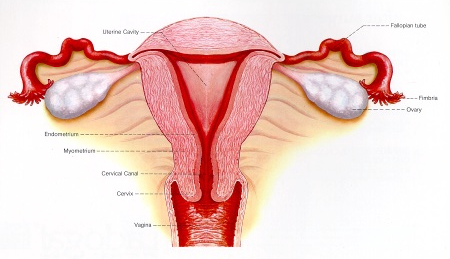 Uterine Cavity
Fallopian tube
Fimbria
Ovary
Endometrium
Myometrium
Cervical Canal
Cervix
Vagina